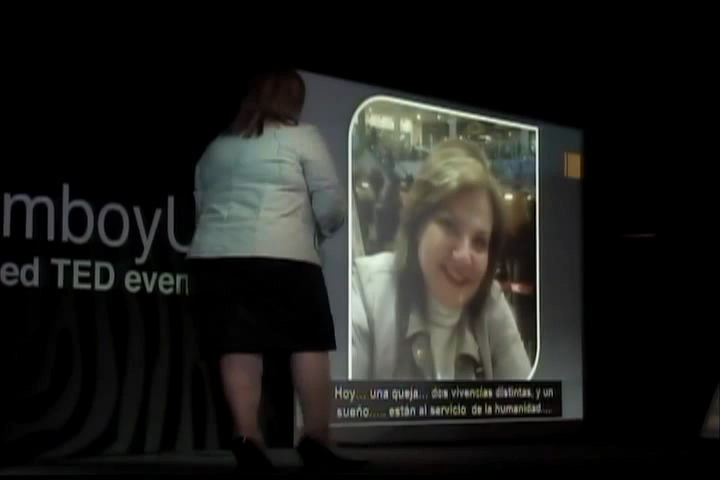 mboyU
ed TED even
Hoy... una queja... dos vivencias distintas, y un
sueño..... están al servicio de la humanidad....